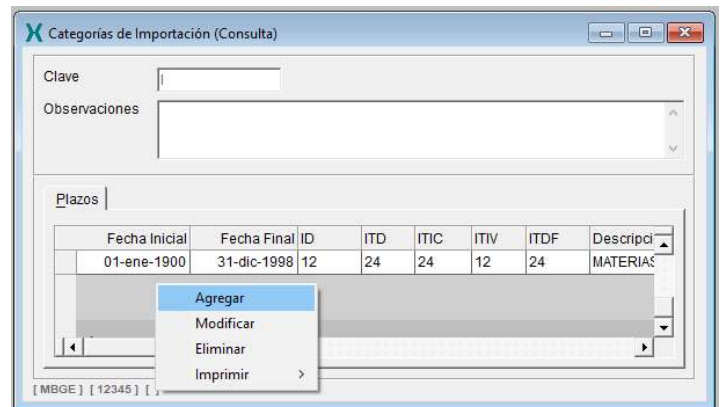 Categorías de Importación (Consulta)
Clave
Observaciones
Plazos
Fecha Inicial Fecha Final ID ITD ITIC ITIV ITDF Descripci
01-ene-1900 31-dic-1998 12 24 24 12 24 MATERIAS
Agregar
Modificar
Eliminar
Imprimir >
[ MBGE ] [ 12345 ] [ ]